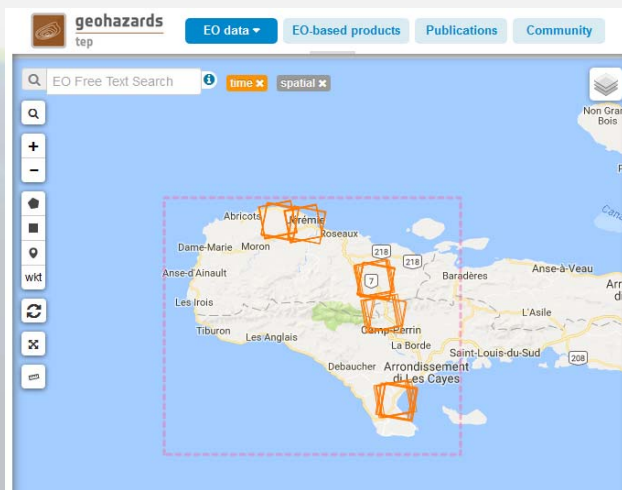 geohazards
tep
EO data
EO-based products
Publications
Community
EO Free Text Search
i
time ×
spatial ×
Non Gran
Bois
+
−
wkt
Abricots
Jérémie
Roseaux
Dame-Marie
Moron
218
218
Anse-d'Ainault
7
Baradères
Anse-à-Veau
Les Irois
L'Asile
Tiburon
Les Anglais
Camp-Perrin
La Borde
Saint-Louis-du-Sud
208
Debaucher
Arrondissement
di Les Cayes